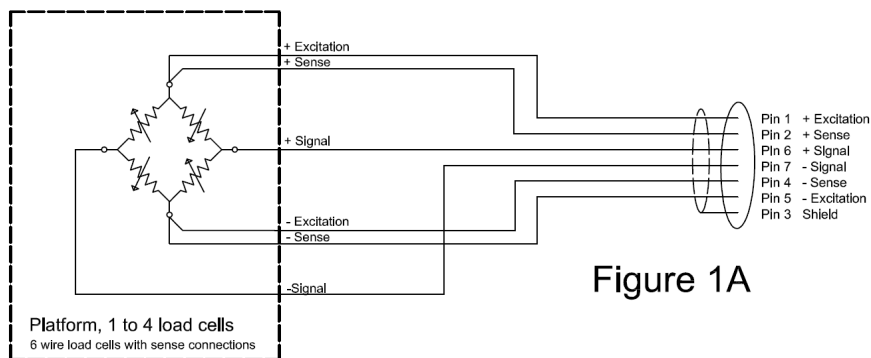 + Excitation
+ Sense
+ Signal
- Excitation
- Sense
-Signal
Pin 1 + Excitation
Pin 2 + Sense
Pin 6 + Signal
Pin 7 - Signal
Pin 4 - Sense
Pin 5 - Excitation
Pin 3 Shield
Figure 1A
Platform, 1 to 4 load cells
6 wire load cells with sense connections